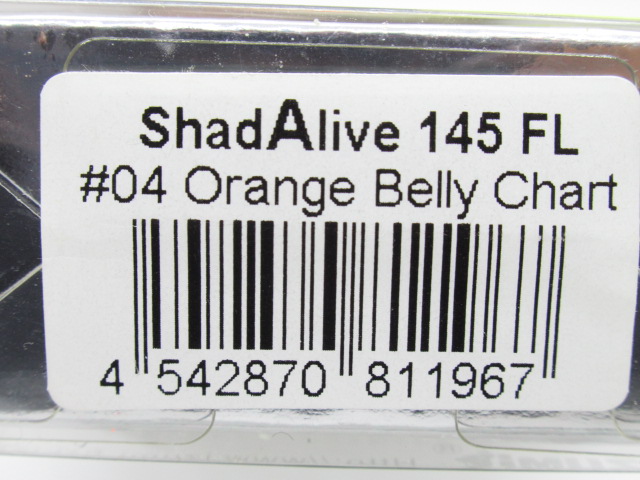 ShadAlive 145 FL
#04 Orange Belly Chart
4 542870 811967